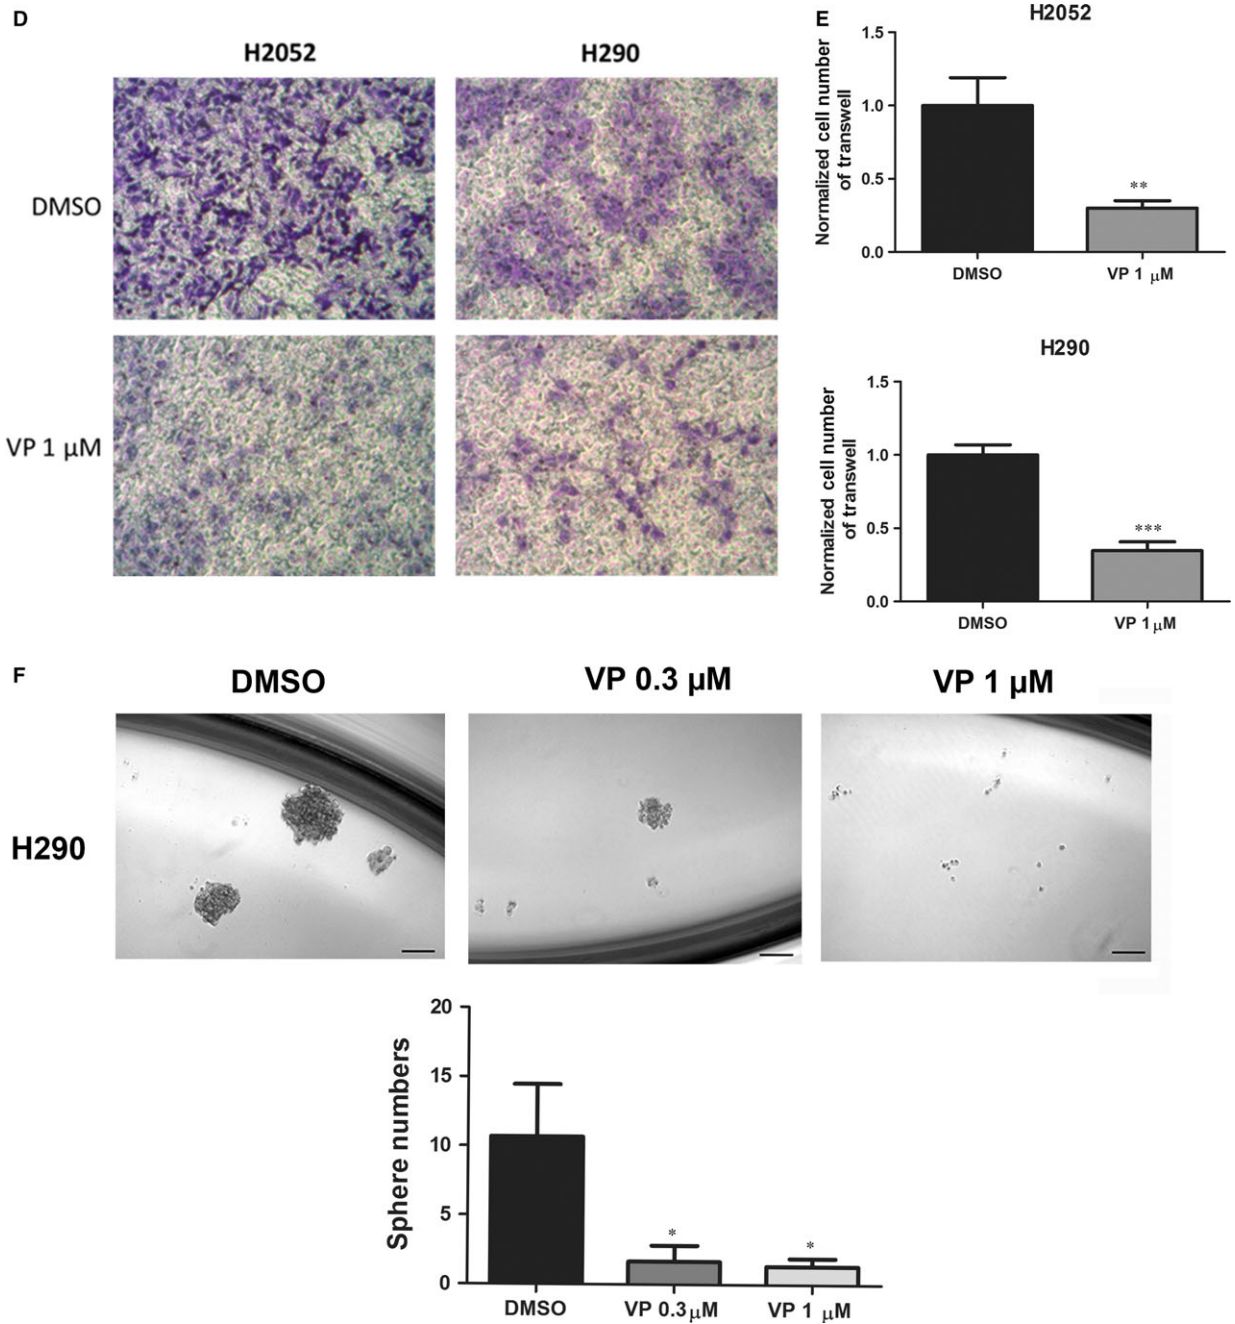 D
H2052
H290
DMSO
VP 1 µM
E
H2052
Normalized cell number
of transwell
1.5
1.0
0.5
0.0
**
DMSO
VP 1 µM
H290
Normalized cell number
of transwell
1.5
1.0
0.5
0.0
***
DMSO
VP 1 µM
F
DMSO
VP 0.3 µM
VP 1 µM
H290
Sphere numbers
20
15
10
5
0
*
*
DMSO
VP 0.3 µM
VP 1 µM